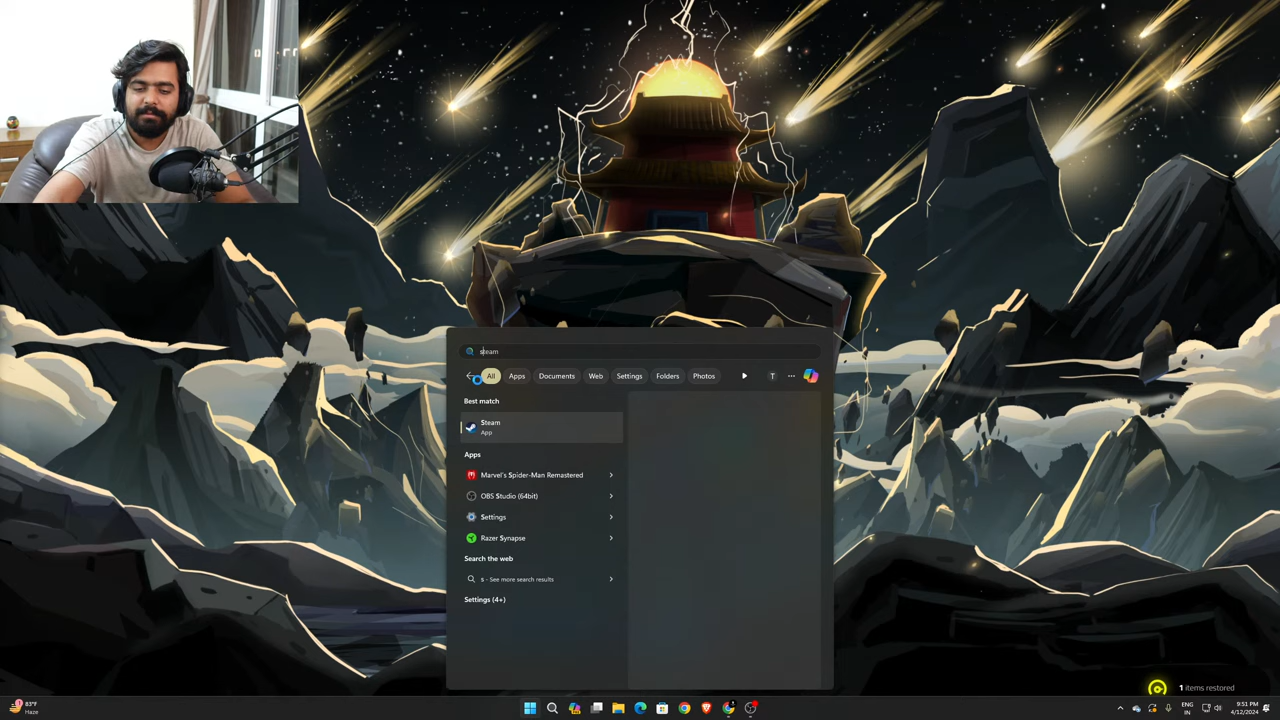 steam
All
Apps
Documents
Web
Settings
Folders
Photos
T
Best match
Steam
App
Apps
Marvel's Spider-Man Remastered
OBS Studio (64bit)
Settings
Razer Synapse
Search the web
s - See more search results
Settings (4+)
1 items restored
1
83°F
Haze
ENG
IN
9:51 PM
4/12/2024